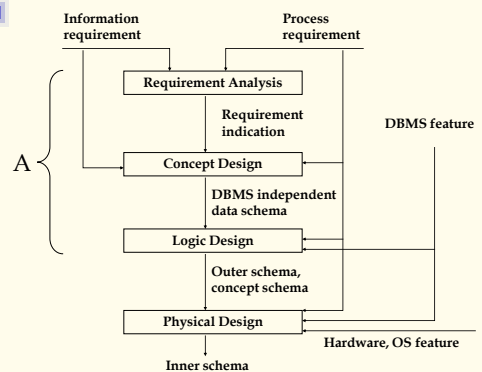 Information
requirement
Process
requirement
Requirement Analysis
Requirement
indication
DBMS feature
A
Concept Design
DBMS independent
data schema
Logic Design
Outer schema,
concept schema
Physical Design
Hardware, OS feature
Inner schema